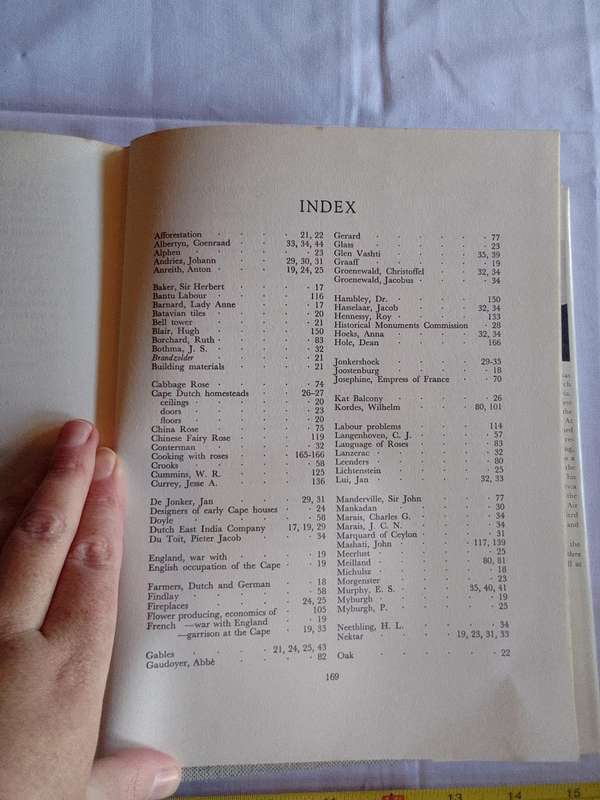 INDEX
Afforestation 21, 22
Albertyn, Coenraad 33, 34, 44
Alphen 23
Andriez, Johann 29, 30, 31
Anreith, Anton 19, 24, 25
Baker, Sir Herbert 17
Bantu Labour 116
Barnard, Lady Anne 17
Batavian tiles 20
Bell tower 21
Blair, Hugh 150
Borchard, Ruth 83
Bothma, J. S. 32
Brandzolder 21
Building materials 21
Cabbage Rose 74
Cape Dutch homesteads 26-27
ceilings 20
doors 23
floors 20
China Rose 75
Chinese Fairy Rose 119
Conterman 32
Cooking with roses 165-166
Crooks 58
Cummins, W. R. 125
Currey, Jesse A. 136
De Jonker, Jan 29, 31
Designers of early Cape houses 24
Doyle 58
Dutch East India Company 17, 19, 29
Du Toit, Pieter Jacob 34
England, war with 19
English occupation of the Cape 19
Farmers, Dutch and German 18
Findlay 58
Fireplaces 24, 25
Flower producing, economics of 105
French —war with England 19
—garrison at the Cape 19, 33
Gables 21, 24, 25, 43
Gaudoyer, Abbè 82
Gerard 77
Glass 23
Glen Vashti 35, 39
Graaff 19
Groenewald, Christoffel 32, 34
Groenewald, Jacobus 34
Hambley, Dr. 150
Hasselaar, Jacob 32, 34
Hennessy, Roy 133
Historical Monuments Commission 28
Hoeks, Anna 32, 34
Hole, Dean 166
Jonkershoek 29-35
Joostenburg 18
Josephine, Empress of France 70
Kat Balcony 26
Kordes, Wilhelm 80, 101
Labour problems 114
Langenhoven, C. J. 57
Language of Roses 83
Lanzerac 32
Leenders 80
Lichtenstein 25
Lui, Jan 32, 33
Manderville, Sir John 77
Mankadan 30
Marais, Charles G. 34
Marais, J. C. N. 34
Marquard of Ceylon 31
Mashati, John 117, 139
Meerlust 25
Meilland 80, 81
Michulsz 18
Morgenster 23
Murphy, E. S. 35, 40, 41
Myburgh 19
Myburgh, P. 25
Neethling, H. L. 34
Nektar 19, 23, 31, 33
Oak 22
169
13 14 15